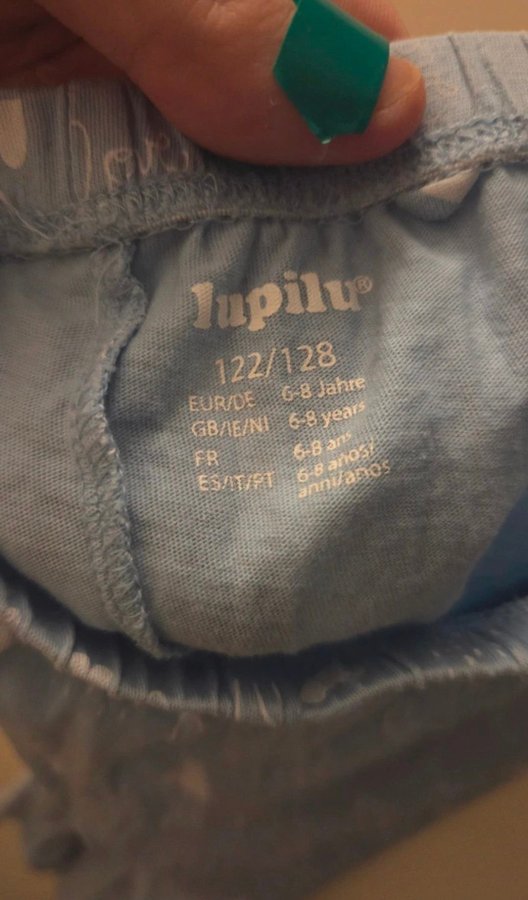 lupilu®
122/128
EUR/DE 6-8 Jahre
GB/IE/NI 6-8 years
FR 6-8 ans
ES/IT/PT 6-8 años/
anni/anos